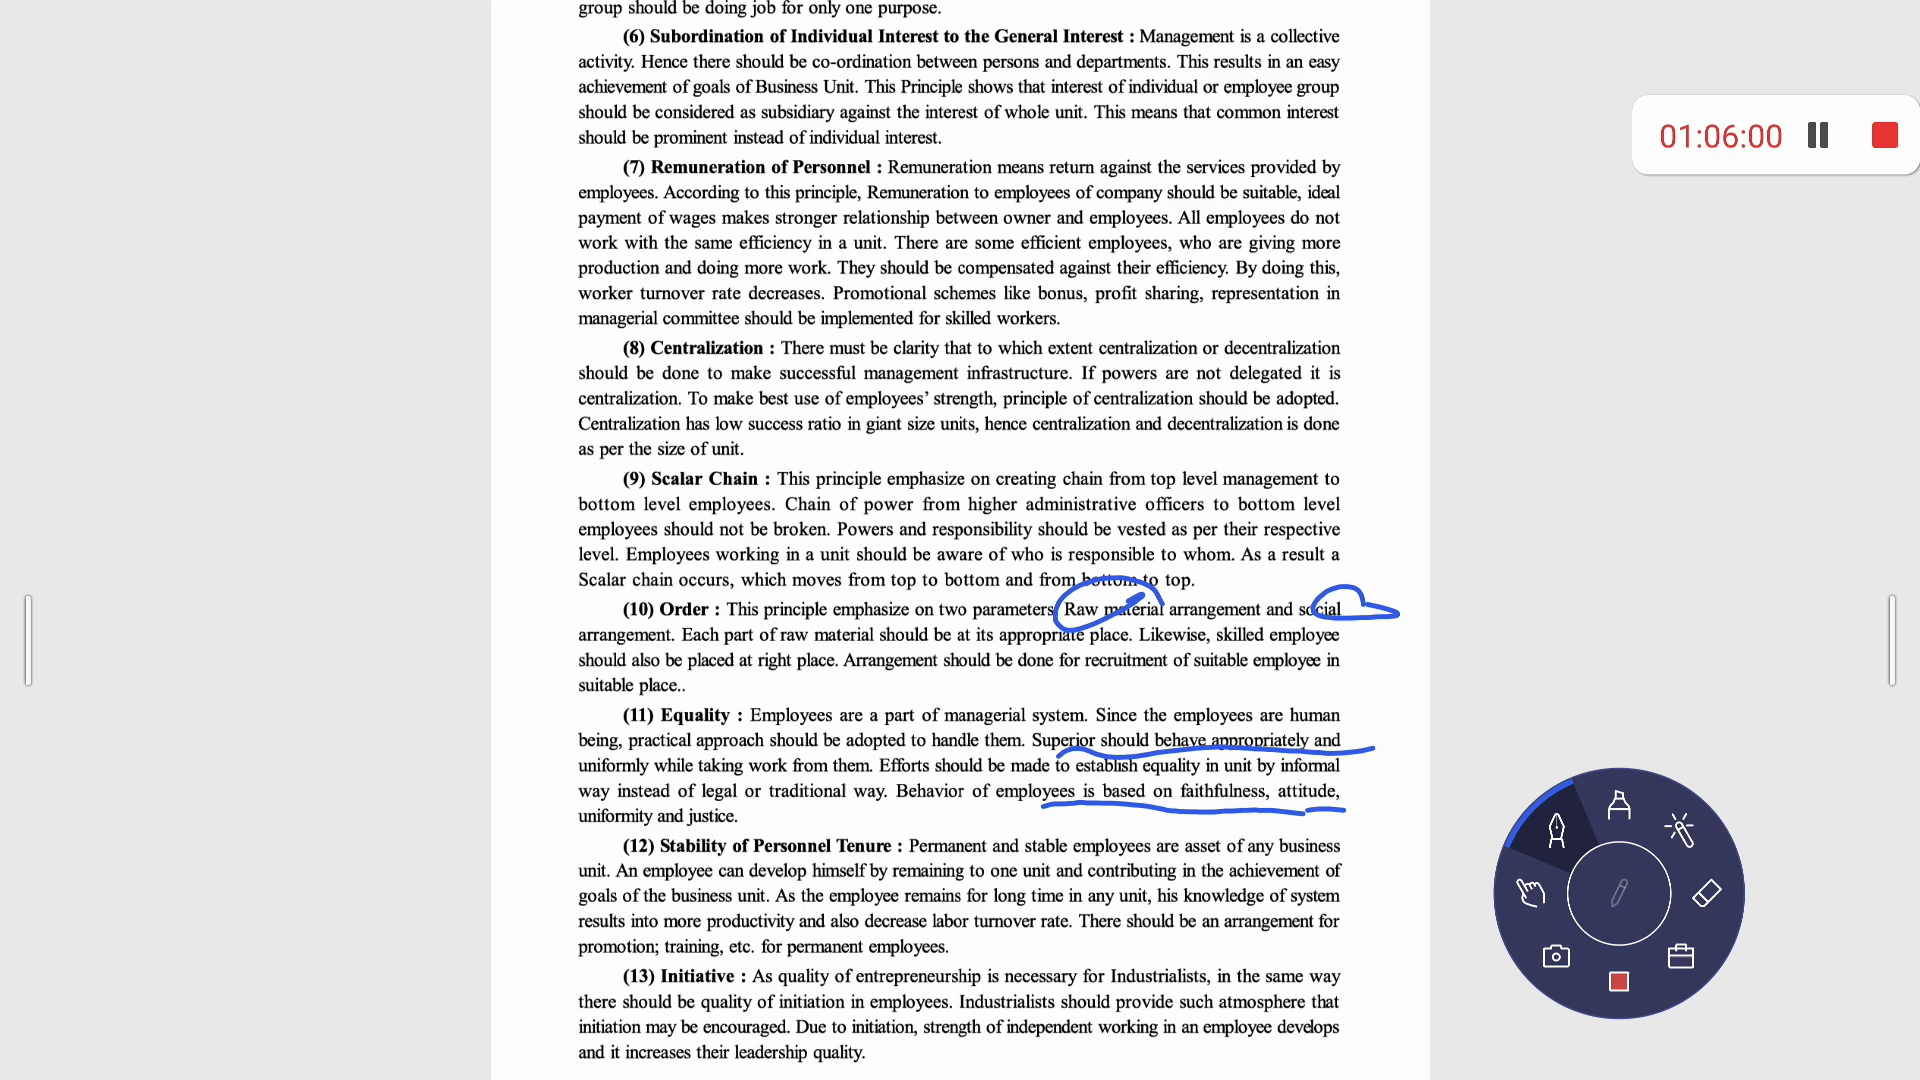 group should be doing job for only one purpose.
(6) Subordination of Individual Interest to the General Interest : Management is a collective
activity. Hence there should be co-ordination between persons and departments. This results in an easy
achievement of goals of Business Unit. This Principle shows that interest of individual or employee group
should be considered as subsidiary against the interest of whole unit. This means that common interest
should be prominent instead of individual interest.
(7) Remuneration of Personnel : Remuneration means return against the services provided by
employees. According to this principle, Remuneration to employees of company should be suitable, ideal
payment of wages makes stronger relationship between owner and employees. All employees do not
work with the same efficiency in a unit. There are some efficient employees, who are giving more
production and doing more work. They should be compensated against their efficiency. By doing this,
worker turnover rate decreases. Promotional schemes like bonus, profit sharing, representation in
managerial committee should be implemented for skilled workers.
(8) Centralization : There must be clarity that to which extent centralization or decentralization
should be done to make successful management infrastructure. If powers are not delegated it is
centralization. To make best use of employees' strength, principle of centralization should be adopted.
Centralization has low success ratio in giant size units, hence centralization and decentralization is done
as per the size of unit.
(9) Scalar Chain : This principle emphasize on creating chain from top level management to
bottom level employees. Chain of power from higher administrative officers to bottom level
employees should not be broken. Powers and responsibility should be vested as per their respective
level. Employees working in a unit should be aware of who is responsible to whom. As a result a
Scalar chain occurs, which moves from top to bottom and from bottom to top.
(10) Order : This principle emphasize on two parameters Raw material arrangement and social
arrangement. Each part of raw material should be at its appropriate place. Likewise, skilled employee
should also be placed at right place. Arrangement should be done for recruitment of suitable employee in
suitable place..
(11) Equality : Employees are a part of managerial system. Since the employees are human
being, practical approach should be adopted to handle them. Superior should behave appropriately and
uniformly while taking work from them. Efforts should be made to establish equality in unit by informal
way instead of legal or traditional way. Behavior of employees is based on faithfulness, attitude,
uniformity and justice.
(12) Stability of Personnel Tenure : Permanent and stable employees are asset of any business
unit. An employee can develop himself by remaining to one unit and contributing in the achievement of
goals of the business unit. As the employee remains for long time in any unit, his knowledge of system
results into more productivity and also decrease labor turnover rate. There should be an arrangement for
promotion; training, etc. for permanent employees.
(13) Initiative : As quality of entrepreneurship is necessary for Industrialists, in the same way
there should be quality of initiation in employees. Industrialists should provide such atmosphere that
initiation may be encouraged. Due to initiation, strength of independent working in an employee develops
and it increases their leadership quality.
01:06:00